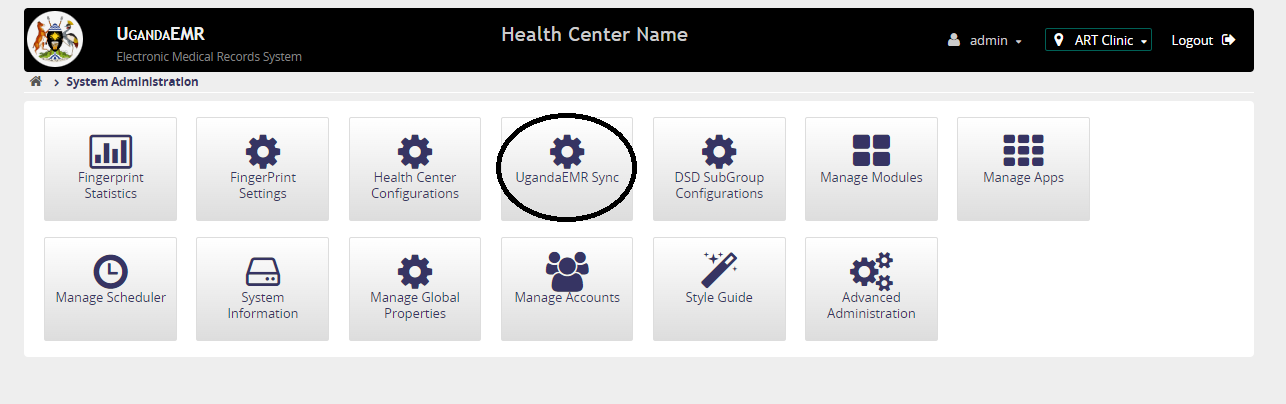 UGANDAEMR
Electronic Medical Records System
Health Center Name
admin
ART Clinic
Logout
System Administration
Fingerprint
Statistics
FingerPrint
Settings
Health Center
Configurations
UgandaEMR Sync
DSD SubGroup
Configurations
Manage Modules
Manage Apps
Manage Scheduler
System
Information
Manage Global
Properties
Manage Accounts
Style Guide
Advanced
Administration